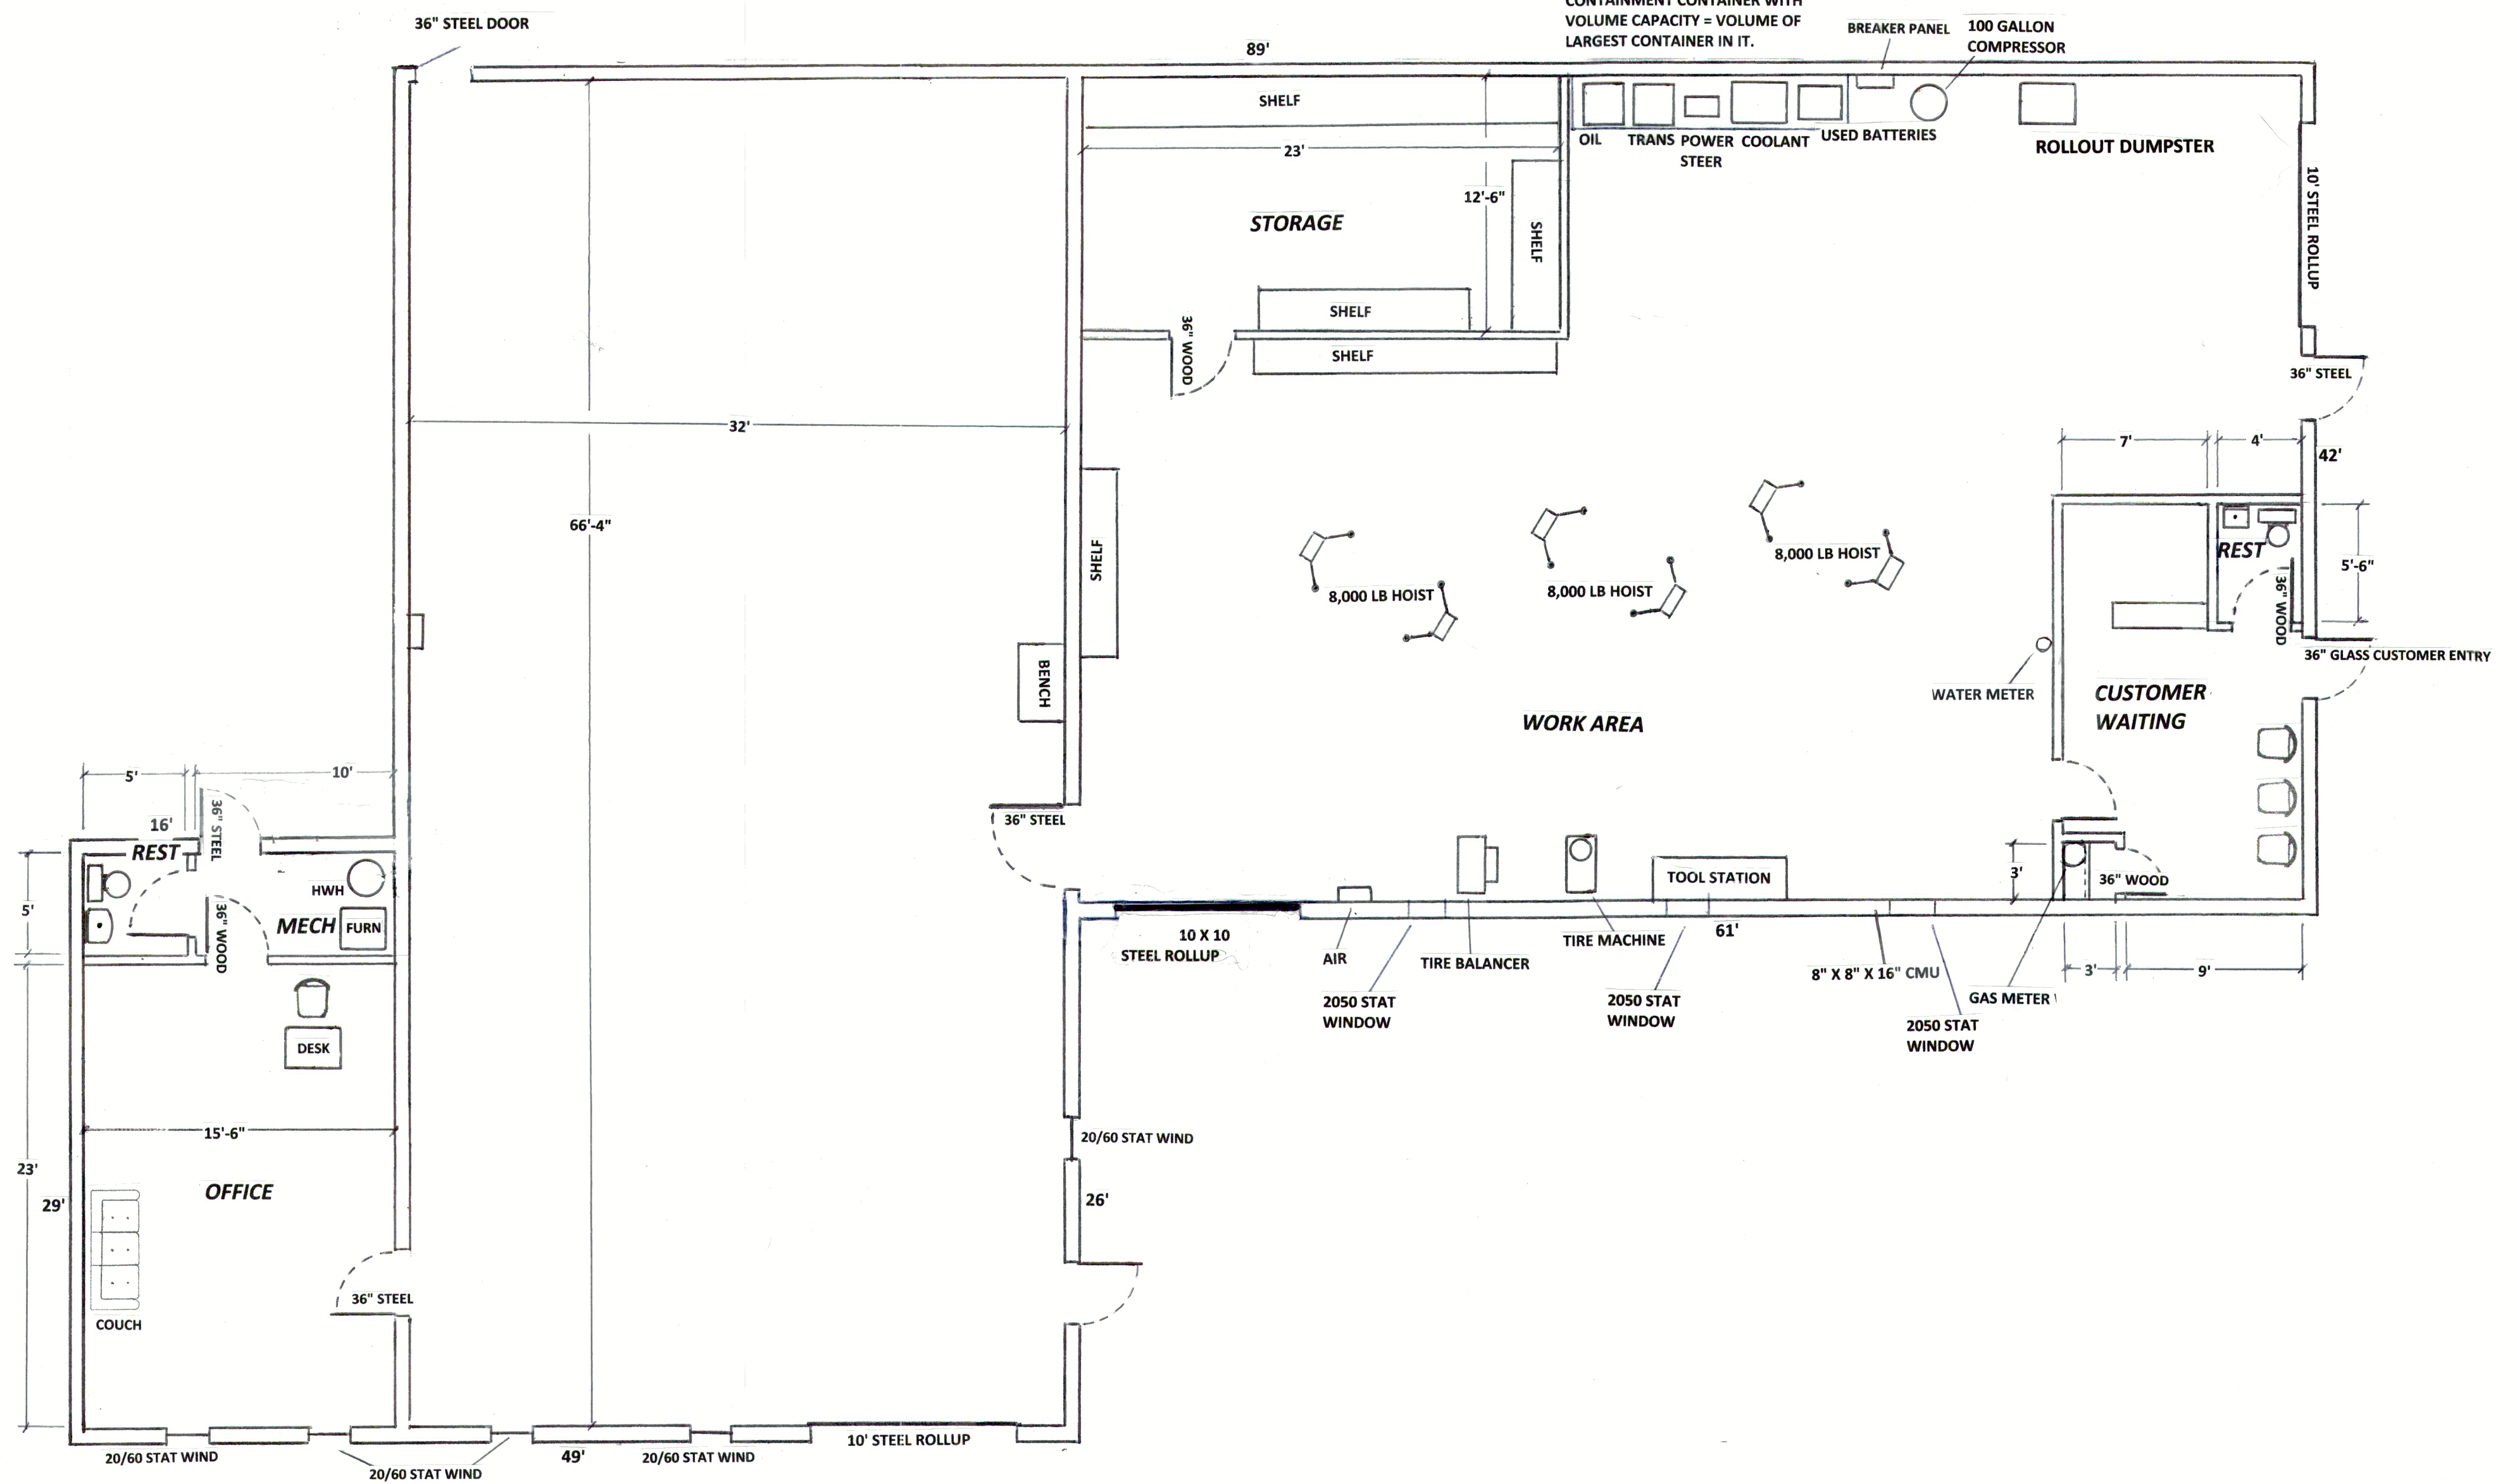 CONTAINMENT CONTAINER WITH
VOLUME CAPACITY = VOLUME OF
LARGEST CONTAINER IN IT.
36" STEEL DOOR
89'
BREAKER PANEL
100 GALLON
COMPRESSOR
SHELF
23'
12'-6"
STORAGE
SHELF
SHELF
SHELF
36" WOOD
OIL
TRANS
POWER
STEER
COOLANT
USED BATTERIES
ROLLOUT DUMPSTER
10' STEEL ROLLUP
36" STEEL
32'
66'-4"
7'
4'
42'
SHELF
8,000 LB HOIST
8,000 LB HOIST
8,000 LB HOIST
REST
5'-6"
36" WOOD
36" GLASS CUSTOMER ENTRY
BENCH
WATER METER
CUSTOMER
WAITING
WORK AREA
5'
10'
16'
36" STEEL
REST
36" STEEL
HWH
5'
36" WOOD
MECH
FURN
TOOL STATION
3'
36" WOOD
10 X 10
STEEL ROLLUP
AIR
TIRE BALANCER
TIRE MACHINE
61'
8" X 8" X 16" CMU
3'
9'
GAS METER
2050 STAT
WINDOW
2050 STAT
WINDOW
2050 STAT
WINDOW
DESK
15'-6"
20/60 STAT WIND
23'
29'
OFFICE
26'
36" STEEL
COUCH
20/60 STAT WIND
20/60 STAT WIND
49'
20/60 STAT WIND
10' STEEL ROLLUP